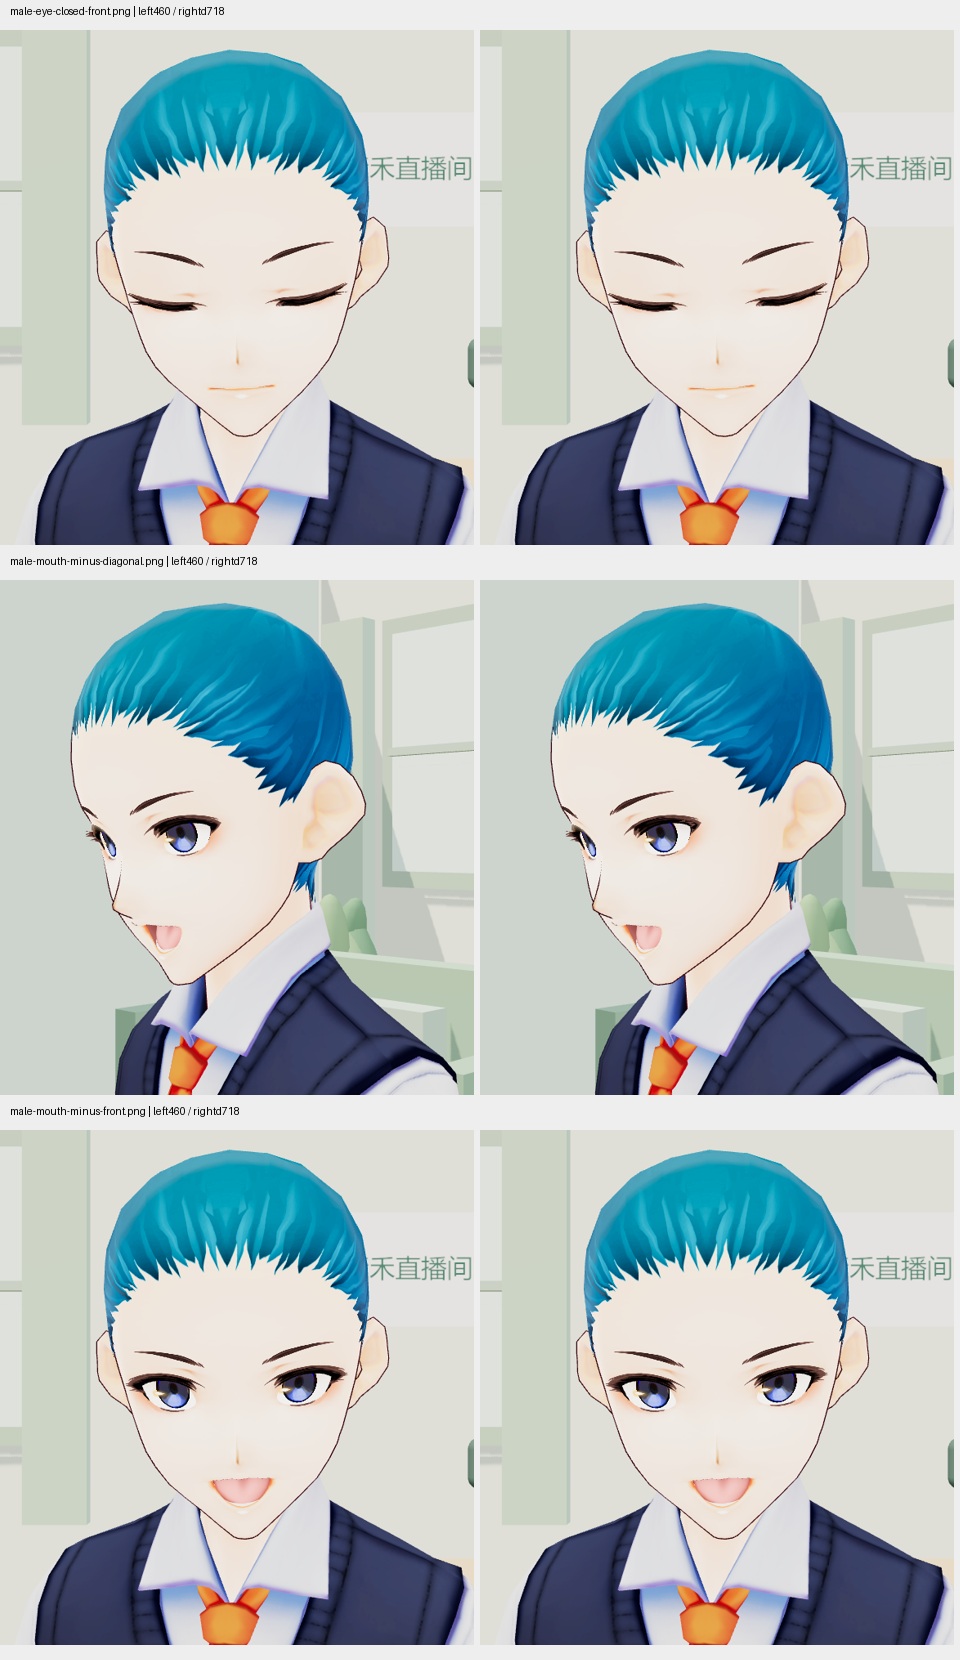 male-eye-closed-front.png | left460 / rightd718
禾直播间
禾直播间
male-mouth-minus-diagonal.png | left460 / rightd718
male-mouth-minus-front.png | left460 / rightd718
禾直播间
禾直播间